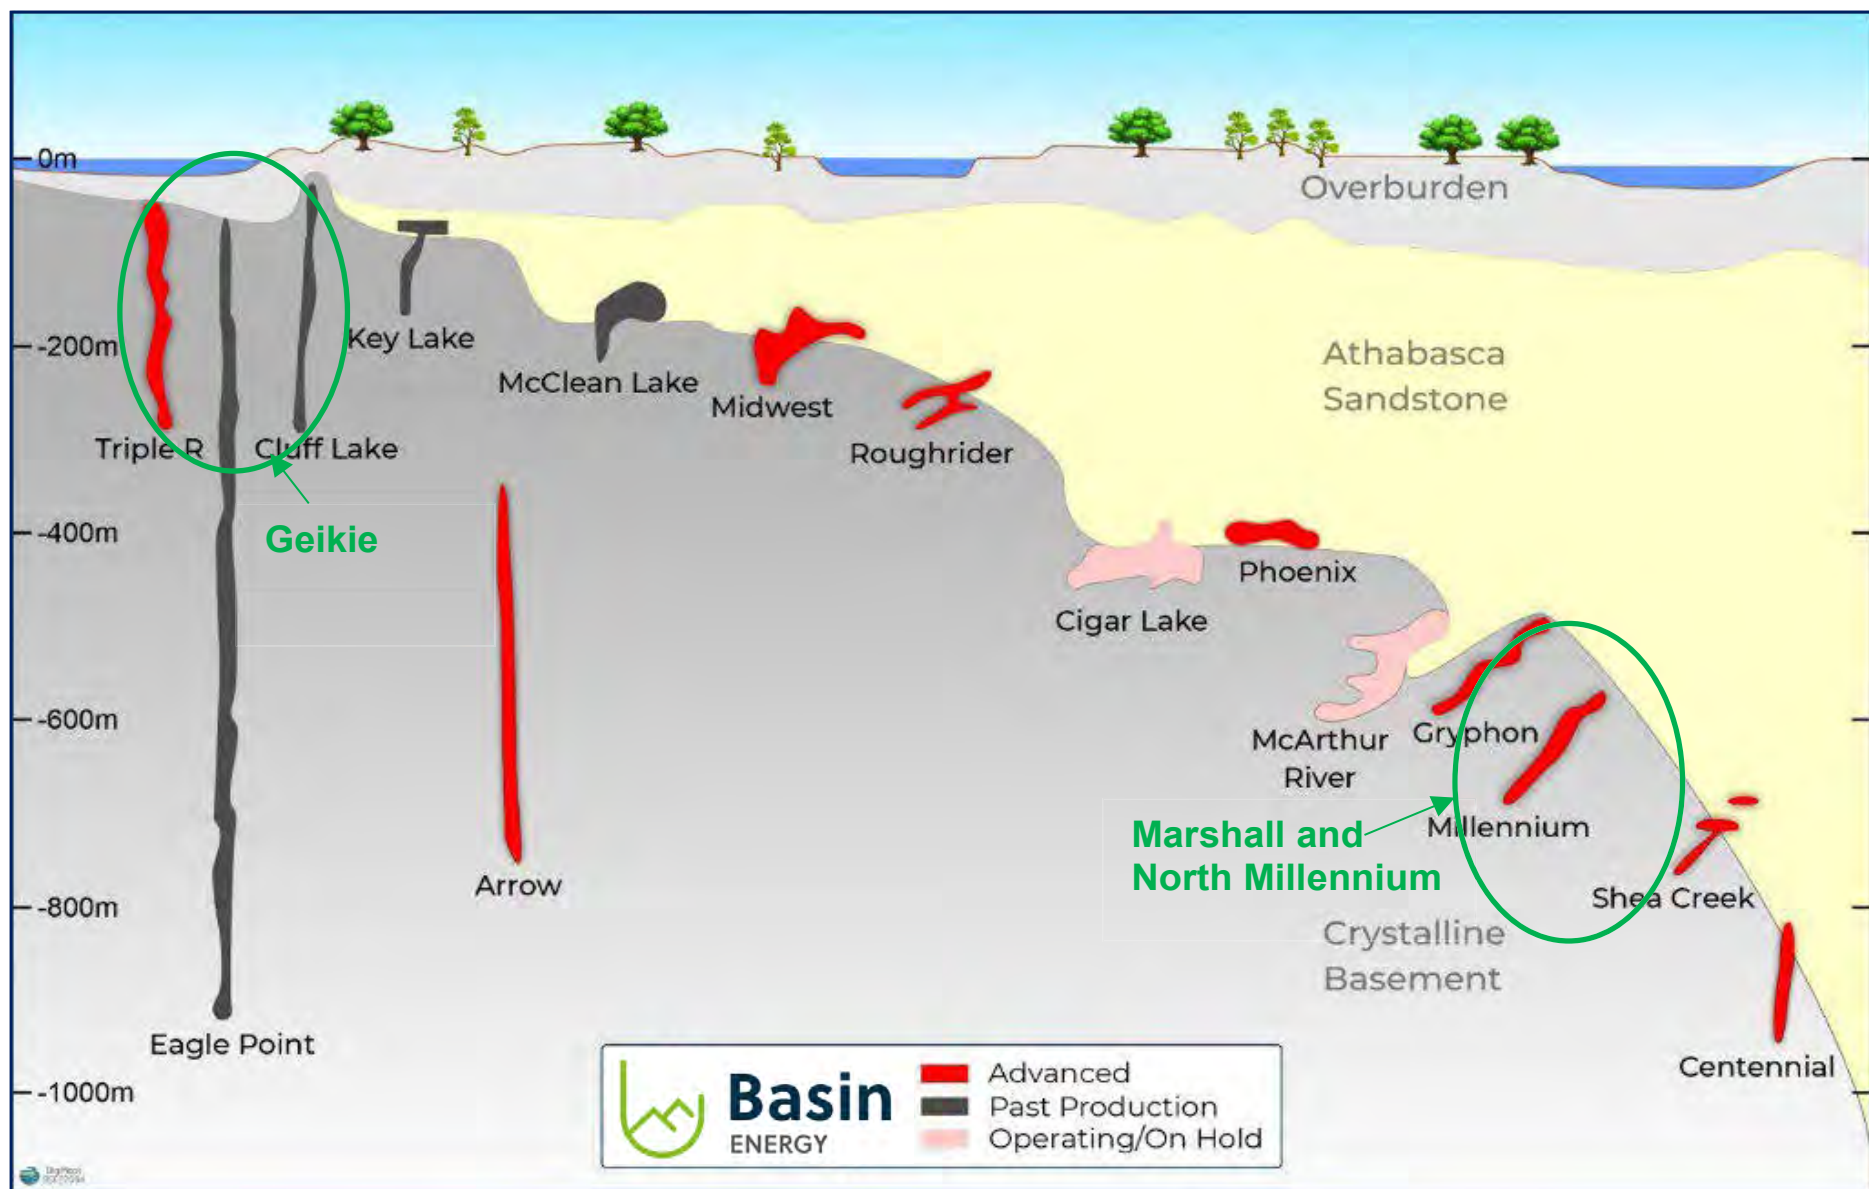 0m
-200m
-400m
-600m
-800m
-1000m
Overburden
Athabasca
Sandstone
Crystalline
Basement
Triple R
Cluff Lake
Key Lake
McClean Lake
Midwest
Roughrider
Geikie
Arrow
Eagle Point
Cigar Lake
Phoenix
McArthur
River
Gryphon
Millennium
Marshall and
North Millennium
Shea Creek
Centennial
Basin
ENERGY
Advanced
Past Production
Operating/On Hold